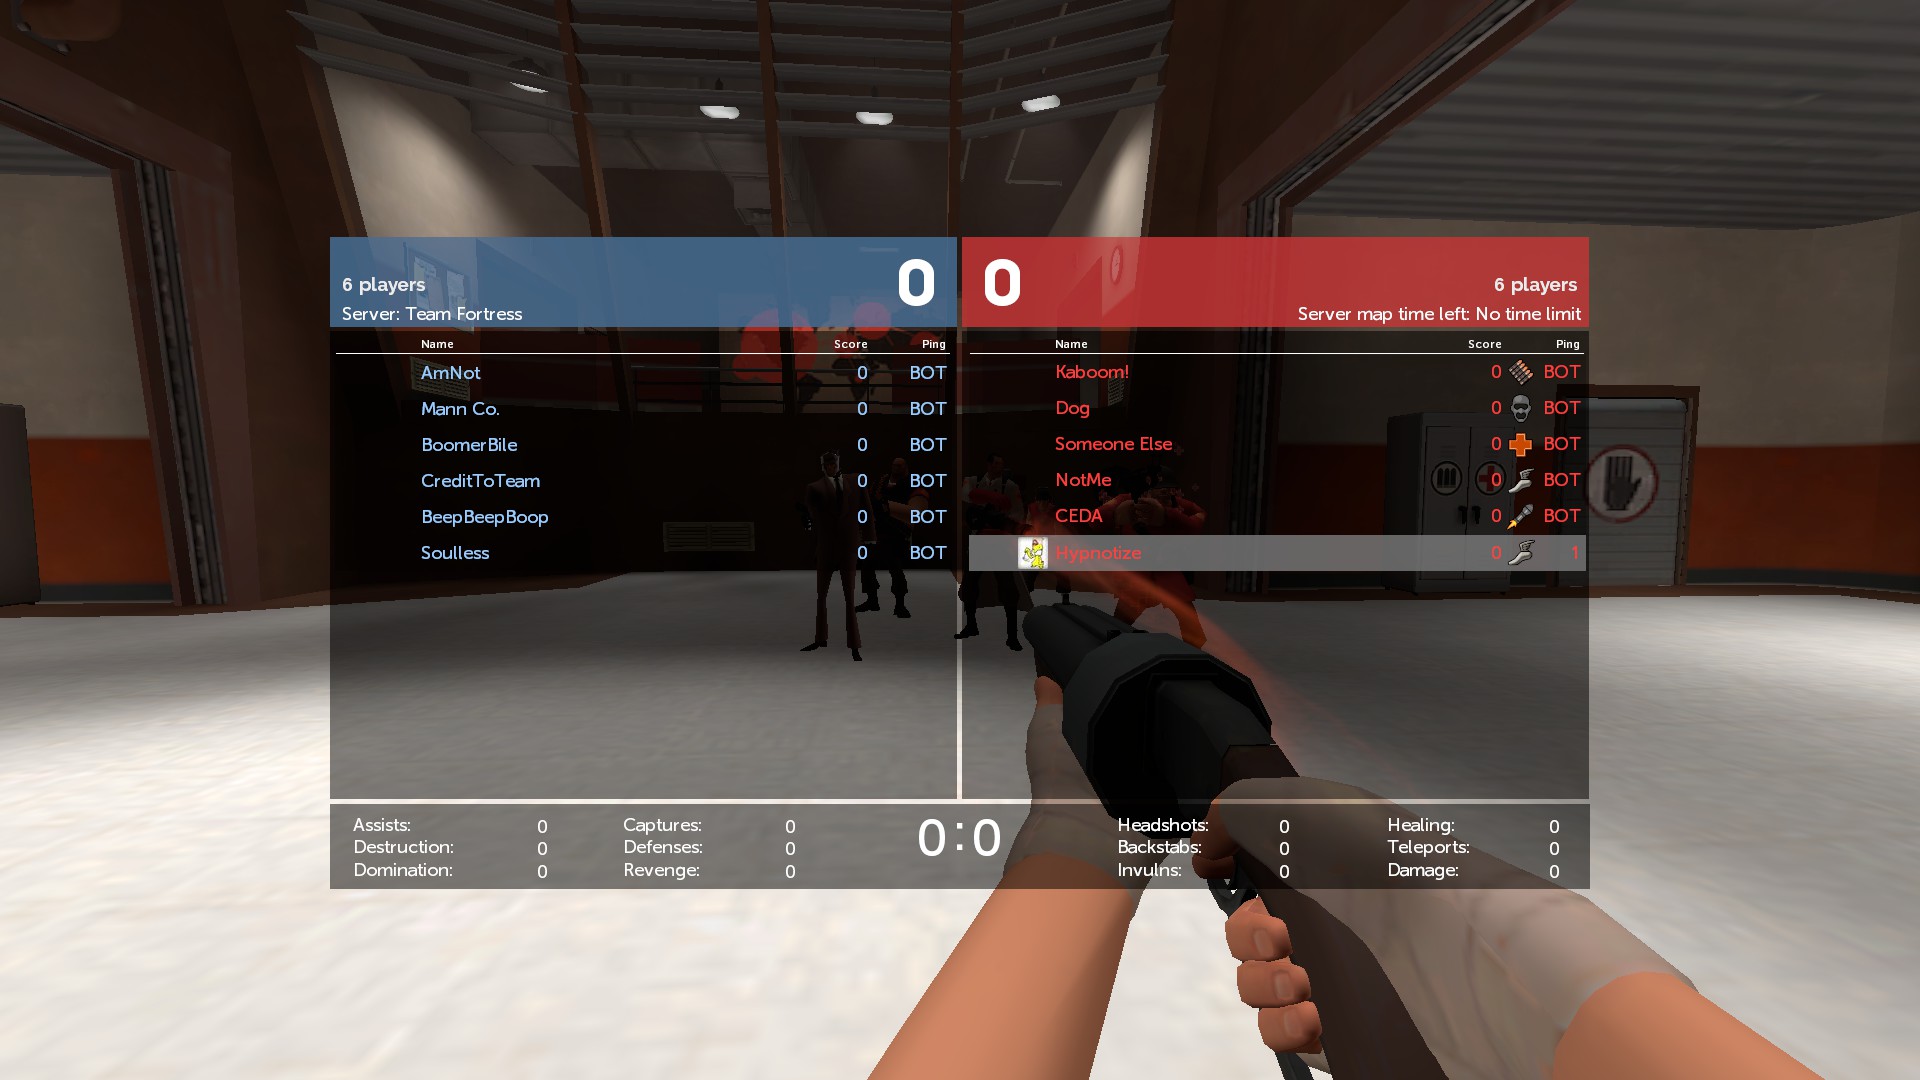 6 players
0
Server: Team Fortress
0
6 players
Server map time left: No time limit
Name Score Ping
AmNot 0 BOT
Mann Co. 0 BOT
BoomerBile 0 BOT
CreditToTeam 0 BOT
BeepBeepBoop 0 BOT
Soulless 0 BOT
Name Score Ping
Kaboom! 0 BOT
Dog 0 BOT
Someone Else 0 BOT
NotMe 0 BOT
CEDA 0 BOT
Hypnotize 0 1
Assists: 0
Destruction: 0
Domination: 0
Captures: 0
Defenses: 0
Revenge: 0
0:0
Headshots: 0
Backstabs:
Invulns: 0
Healing: 0
Teleports: 0
Damage: 0